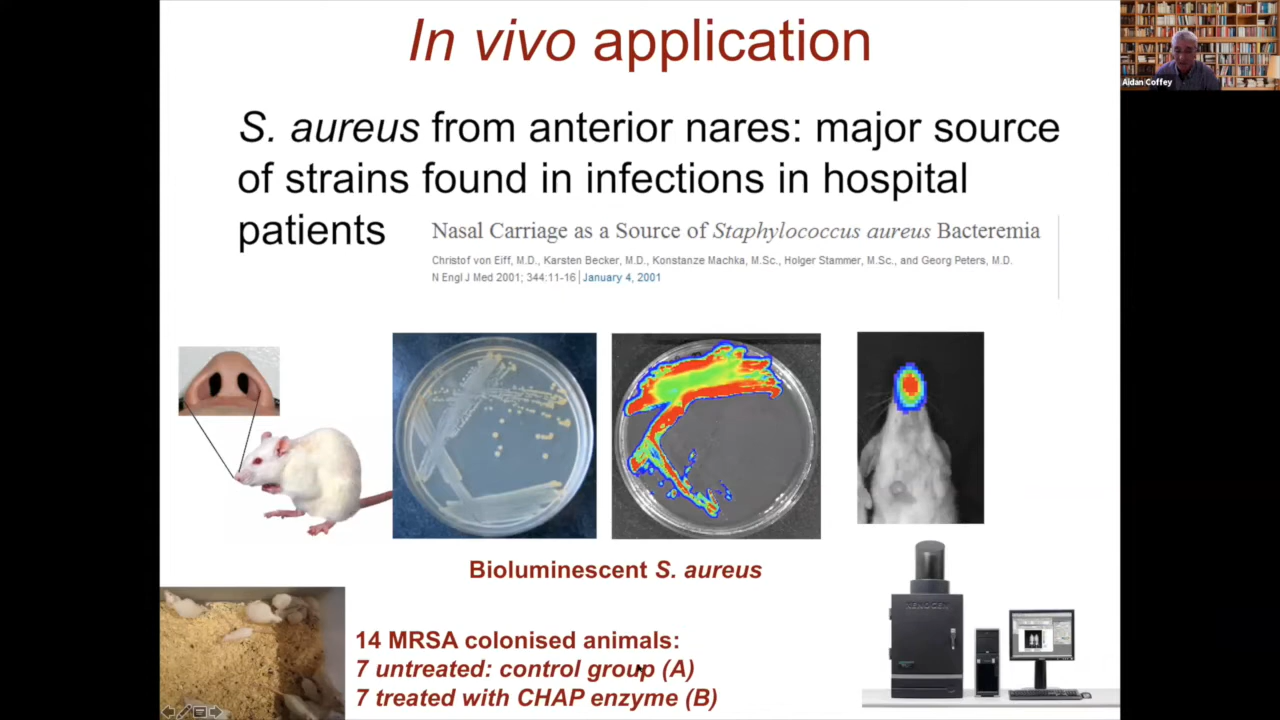 In vivo application
Aidan Coffey
S. aureus from anterior nares: major source
of strains found in infections in hospital
patients
Nasal Carriage as a Source of Staphylococcus aureus Bacteremia
Christof von Eiff, M.D., Karsten Becker, M.D., Konstanze Machka, M.Sc., Holger Stammer, M.Sc., and Georg Peters, M.D.
N Engl J Med 2001; 344:11-16 | January 4, 2001
Bioluminescent S. aureus
XENOGEN
14 MRSA colonised animals:
7 untreated: control group (A)
7 treated with CHAP enzyme (B)